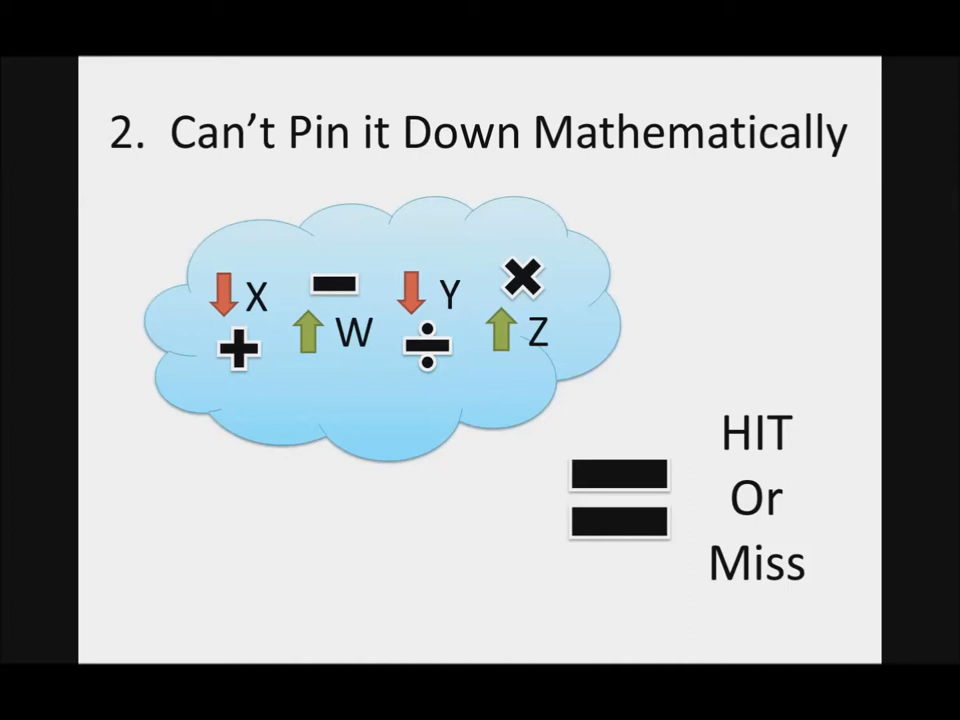 2. Can't Pin it Down Mathematically
X − Y ×
+ W ÷ Z
= HIT
Or
Miss